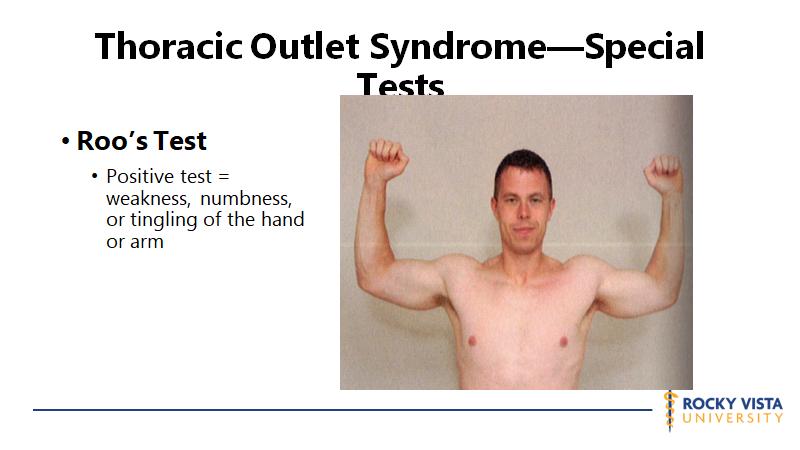 Thoracic Outlet Syndrome—Special
Tests
• Roo’s Test
• Positive test =
weakness, numbness,
or tingling of the hand
or arm
ROCKY VISTA
UNIVERSITY